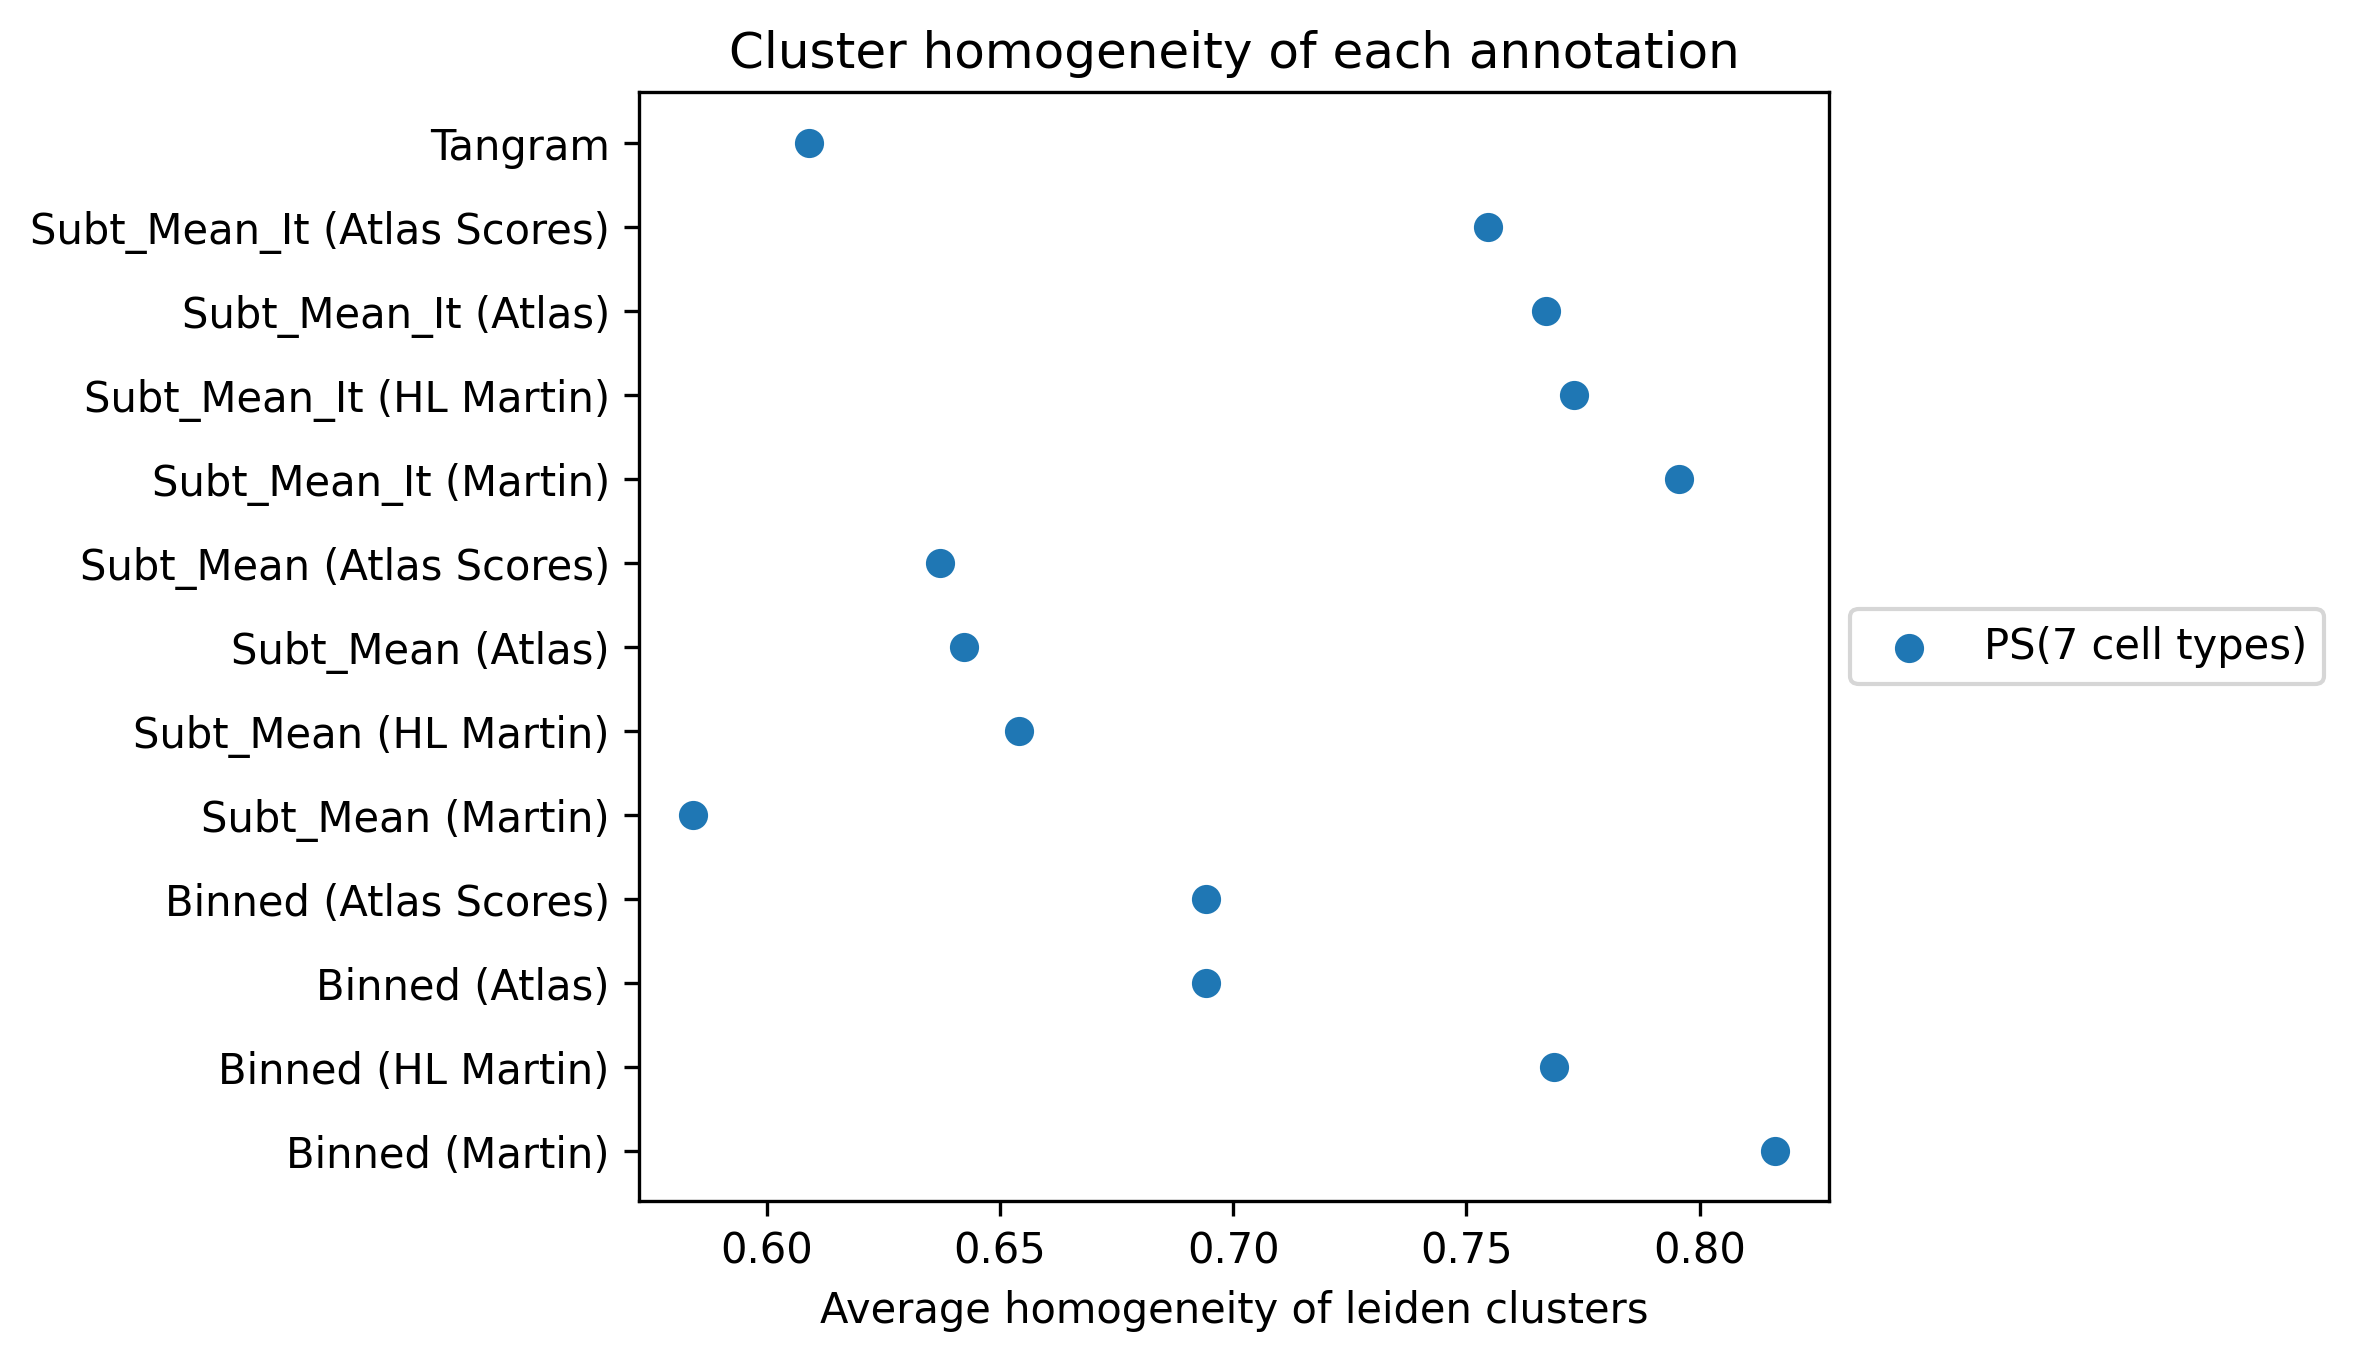 Cluster homogeneity of each annotation
Tangram
Subt_Mean_It (Atlas Scores)
Subt_Mean_It (Atlas)
Subt_Mean_It (HL Martin)
Subt_Mean_It (Martin)
Subt_Mean (Atlas Scores)
Subt_Mean (Atlas)
Subt_Mean (HL Martin)
Subt_Mean (Martin)
Binned (Atlas Scores)
Binned (Atlas)
Binned (HL Martin)
Binned (Martin)
0.60 0.65 0.70 0.75 0.80
Average homogeneity of leiden clusters
PS(7 cell types)